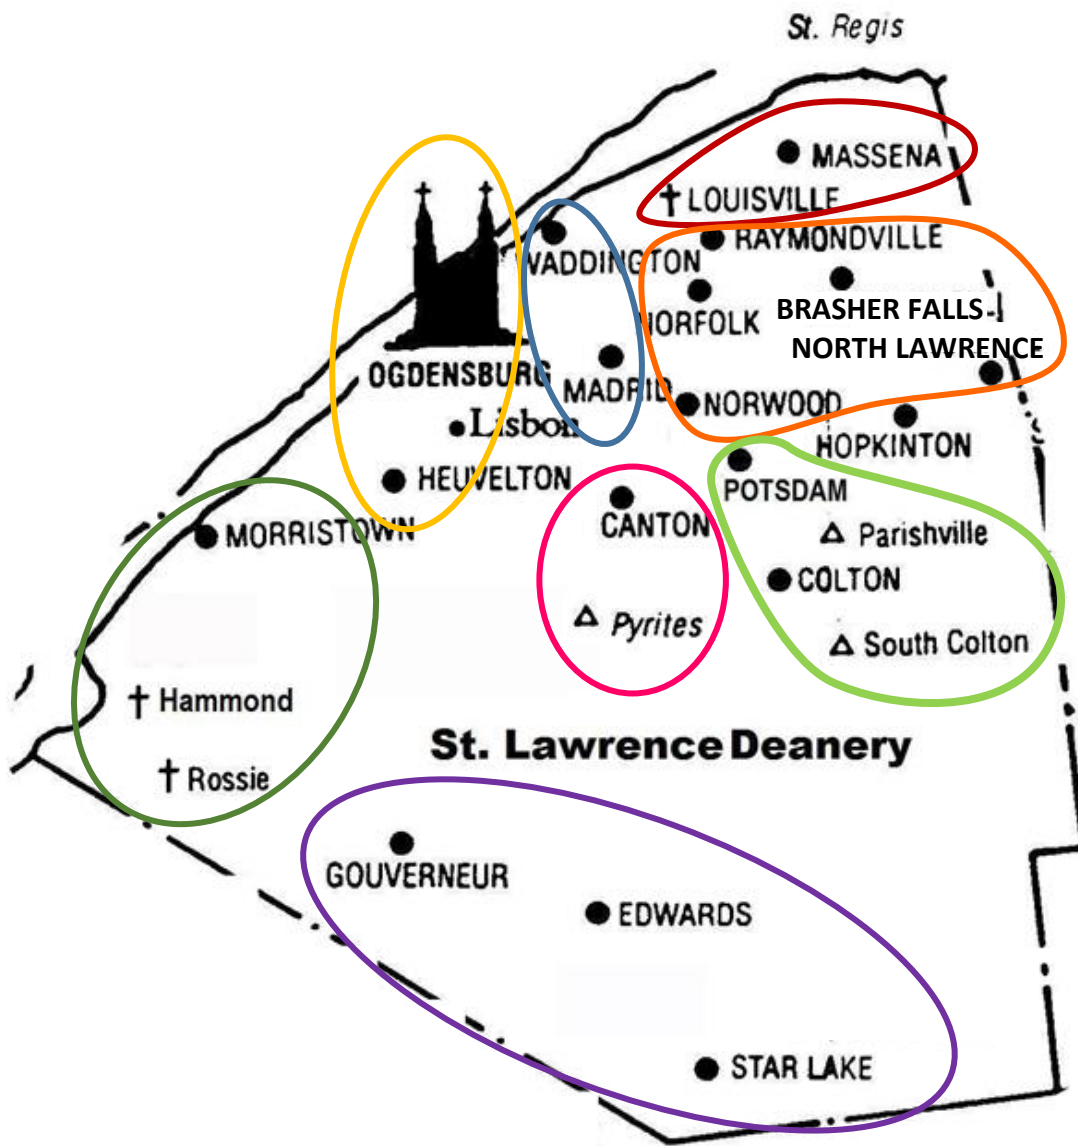 St. Regis
MASSENA
LOUISVILLE
RAYMONDVILLE
WADDINGTON
NORFOLK
BRASHER FALLS
NORTH LAWRENCE
OGDENSBURG
MADRID
NORWOOD
Lisbon
HOPKINTON
HEUVELTON
POTSDAM
CANTON
MORRISTOWN
Parishville
COLTON
Pyrites
South Colton
Hammond
St. Lawrence Deanery
Rossie
GOUVERNEUR
EDWARDS
STAR LAKE